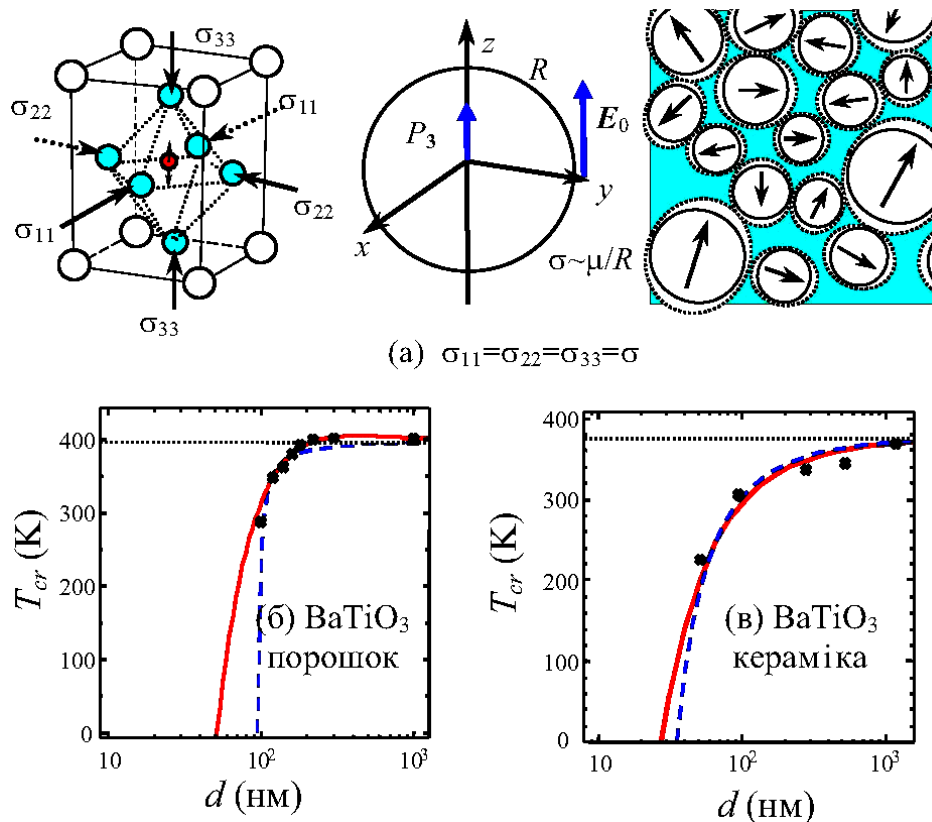 σ33
σ22
σ11
σ11
σ22
σ33
z
R
P3
E0
y
x
σ~μ/R
(а) σ11=σ22=σ33=σ
400
300
200
100
0
Tcr (K)
(б) BaTiO3
порошок
10
10²
10³
d (нм)
400
300
200
100
0
Tcr (K)
(в) BaTiO3
кераміка
10
10²
10³
d (нм)